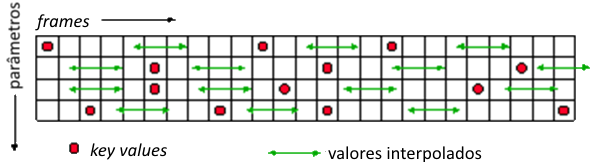 frames
parâmetros
key values
valores interpolados